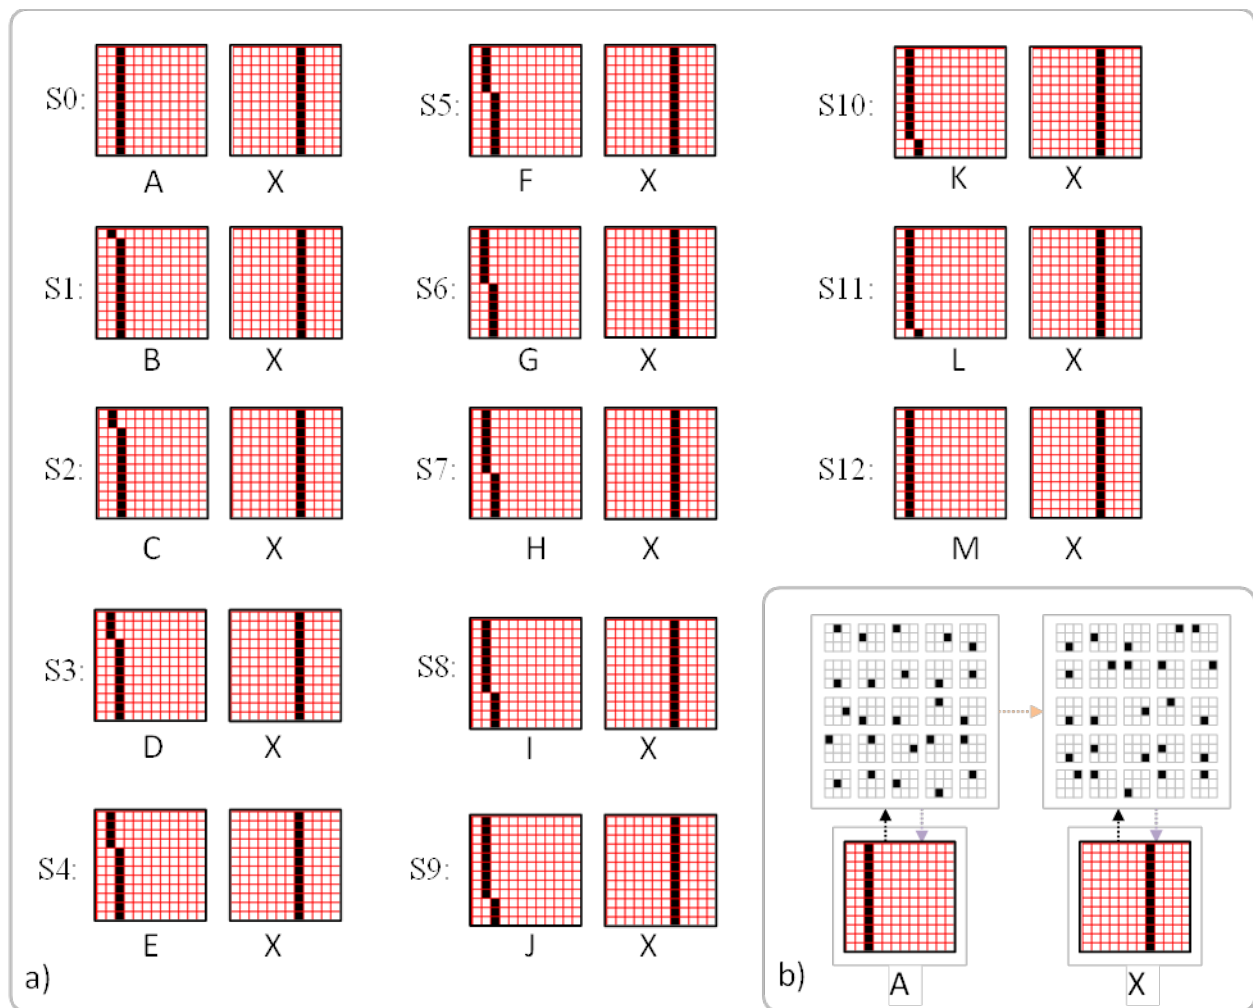 S0:
A X
S1:
B X
S2:
C X
S3:
D X
S4:
E X
a)
S5:
F X
S6:
G X
S7:
H X
S8:
I X
S9:
J X
S10:
K X
S11:
L X
S12:
M X
b)
A X